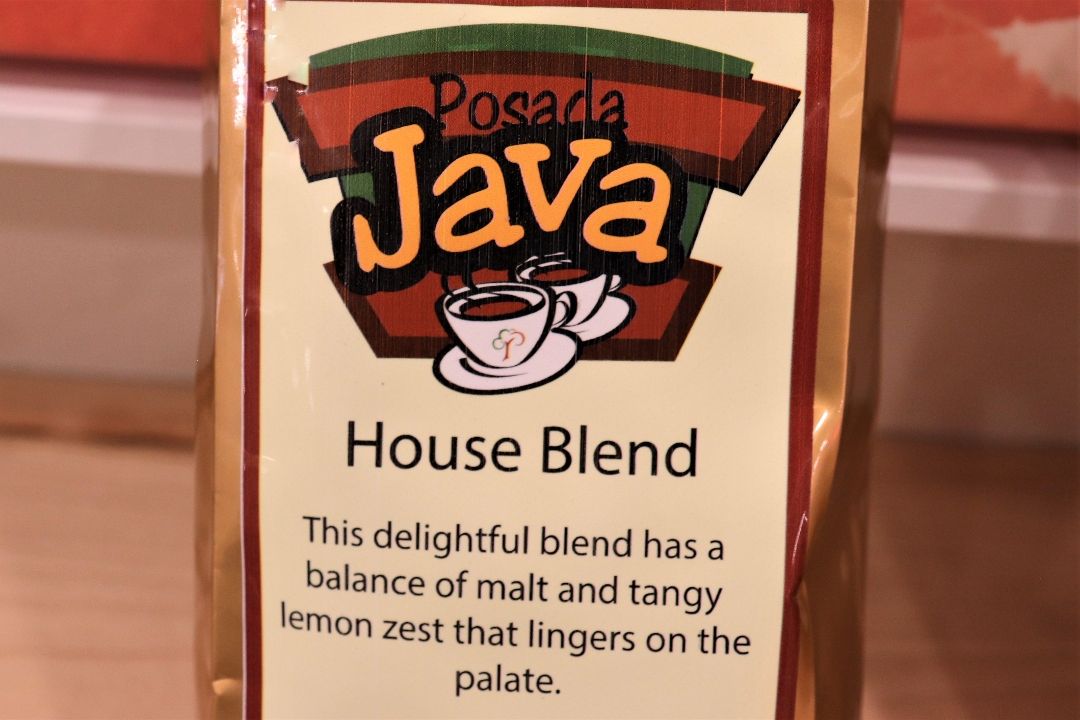 Posada
Java
House Blend
This delightful blend has a
balance of malt and tangy
lemon zest that lingers on the
palate.